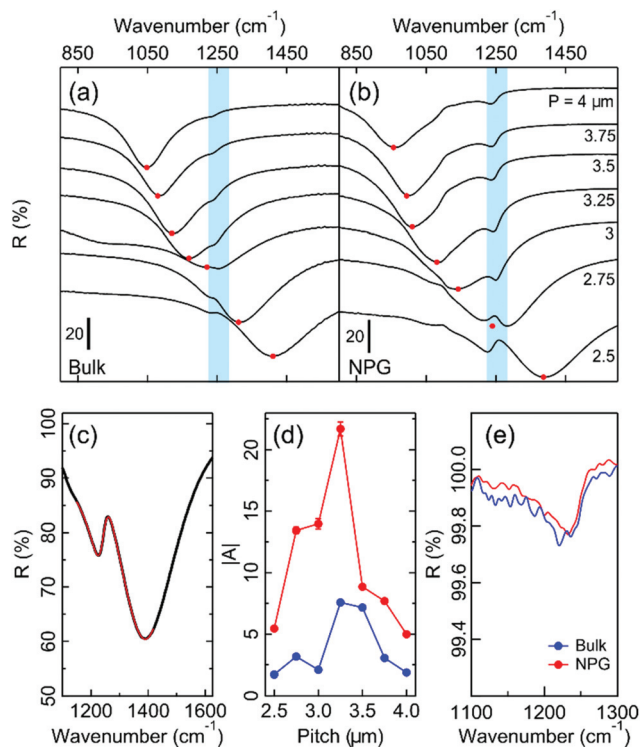 Wavenumber (cm⁻¹) Wavenumber (cm⁻¹)
850 1050 1250 1450 850 1050 1250 1450
(a) (b)
P = 4 μm
3.75
3.5
3.25
3
2.75
2.5
R (%)
20 20
Bulk NPG
(c) (d) (e)
R (%)
100
90
80
70
60
50
1200 1400 1600
Wavenumber (cm⁻¹)
|A|
20
15
10
5
0
2.5 3.0 3.5 4.0
Pitch (μm)
R (%)
100.0
99.8
99.6
99.4
Bulk
NPG
1100 1200 1300
Wavenumber (cm⁻¹)